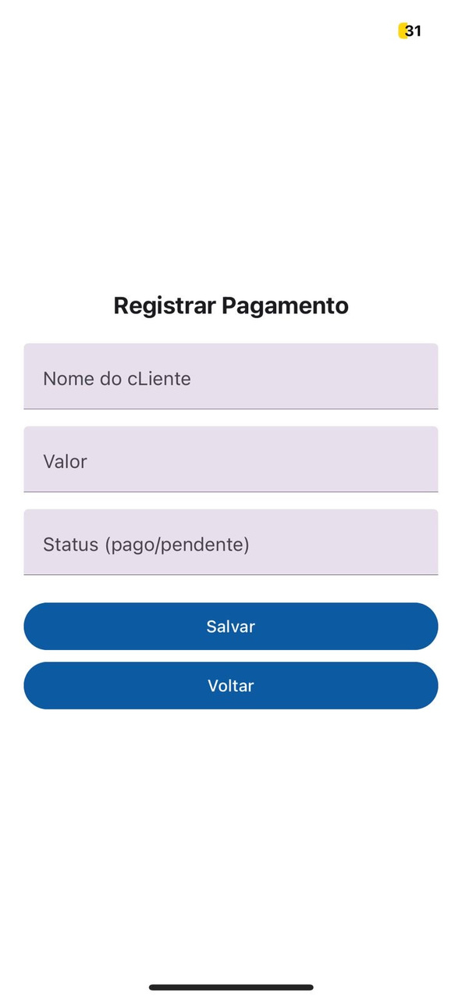 31
Registrar Pagamento
Nome do cLiente
Valor
Status (pago/pendente)
Salvar
Voltar